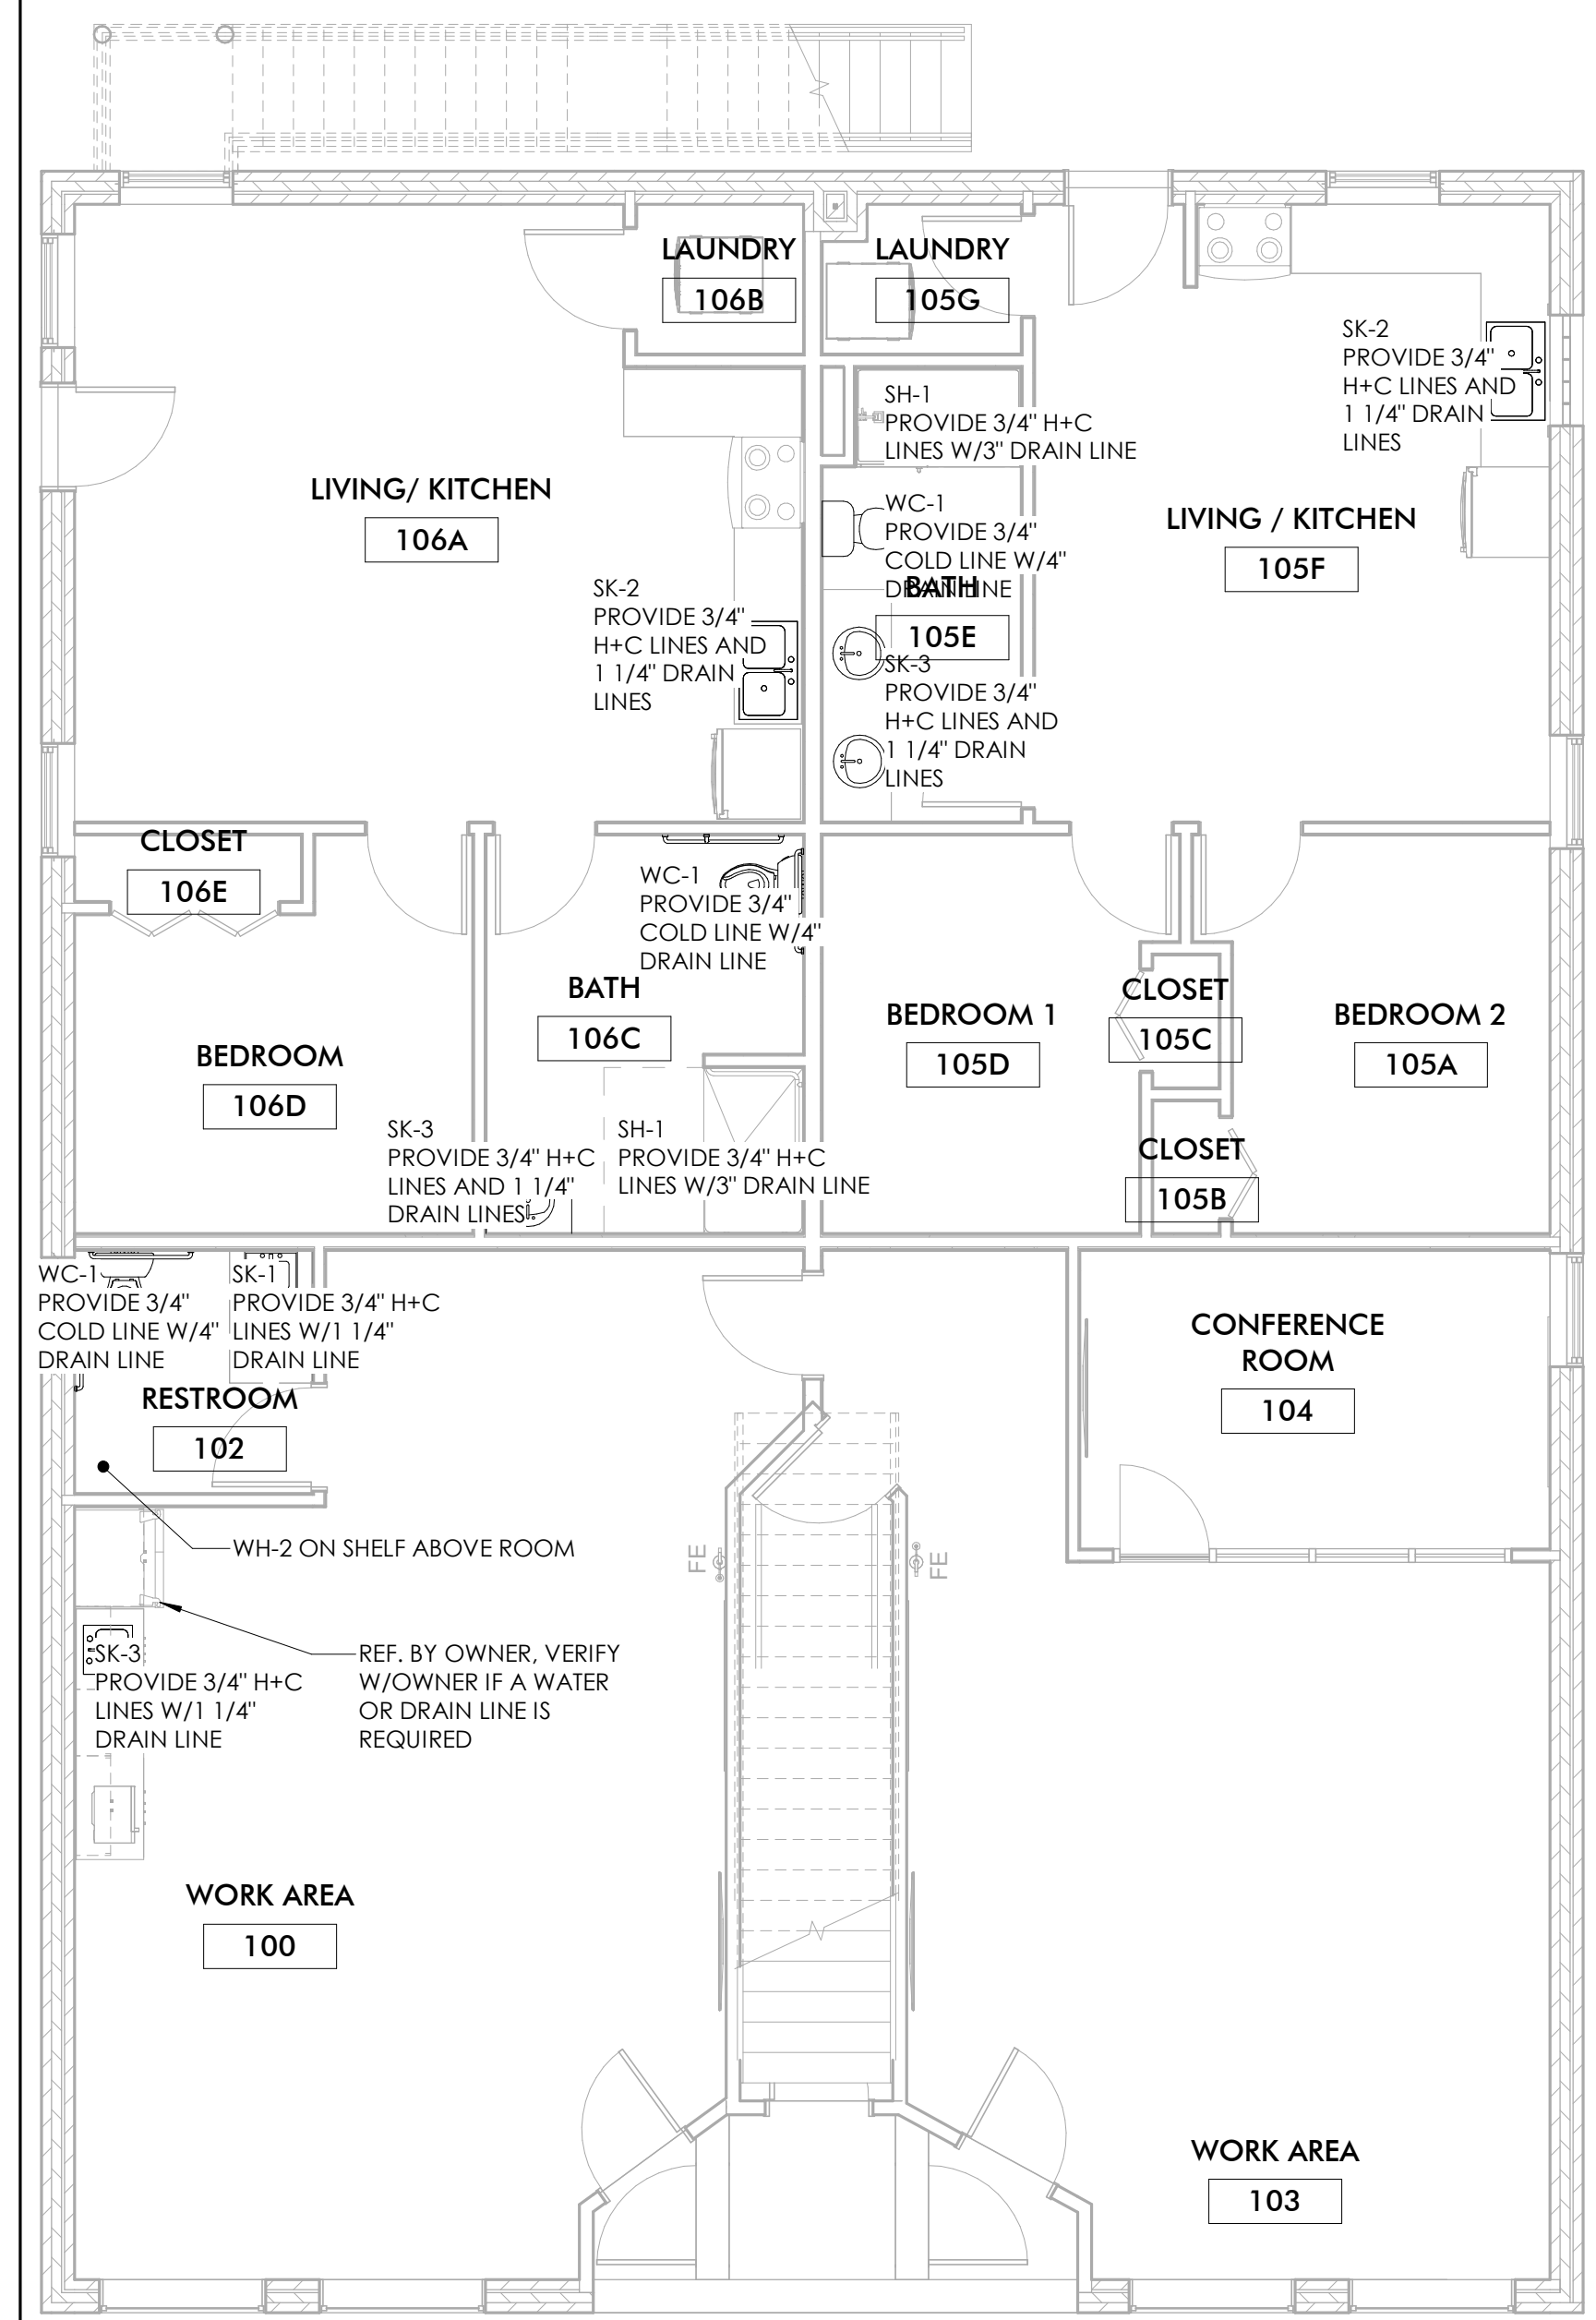 LAUNDRY
106B
LAUNDRY
105G
SK-2
PROVIDE 3/4"
H+C LINES AND
1 1/4" DRAIN
LINES
SH-1
PROVIDE 3/4" H+C
LINES W/3" DRAIN LINE
LIVING/ KITCHEN
106A
WC-1
PROVIDE 3/4"
COLD LINE W/4"
DRAIN LINE
LIVING / KITCHEN
105F
BATH
105E
SK-2
PROVIDE 3/4"
H+C LINES AND
1 1/4" DRAIN
LINES
SK-3
PROVIDE 3/4"
H+C LINES AND
1 1/4" DRAIN
LINES
CLOSET
106E
WC-1
PROVIDE 3/4"
COLD LINE W/4"
DRAIN LINE
BATH
106C
BEDROOM
106D
BEDROOM 1
105D
CLOSET
105C
BEDROOM 2
105A
SK-3
PROVIDE 3/4" H+C
LINES AND 1 1/4"
DRAIN LINES
SH-1
PROVIDE 3/4" H+C
LINES W/3" DRAIN LINE
CLOSET
105B
WC-1
PROVIDE 3/4"
COLD LINE W/4"
DRAIN LINE
SK-1
PROVIDE 3/4" H+C
LINES W/1 1/4"
DRAIN LINE
RESTROOM
102
CONFERENCE
ROOM
104
WH-2 ON SHELF ABOVE ROOM
FE
FE
SK-3
PROVIDE 3/4" H+C
LINES W/1 1/4"
DRAIN LINE
REF. BY OWNER, VERIFY
W/OWNER IF A WATER
OR DRAIN LINE IS
REQUIRED
WORK AREA
100
WORK AREA
103